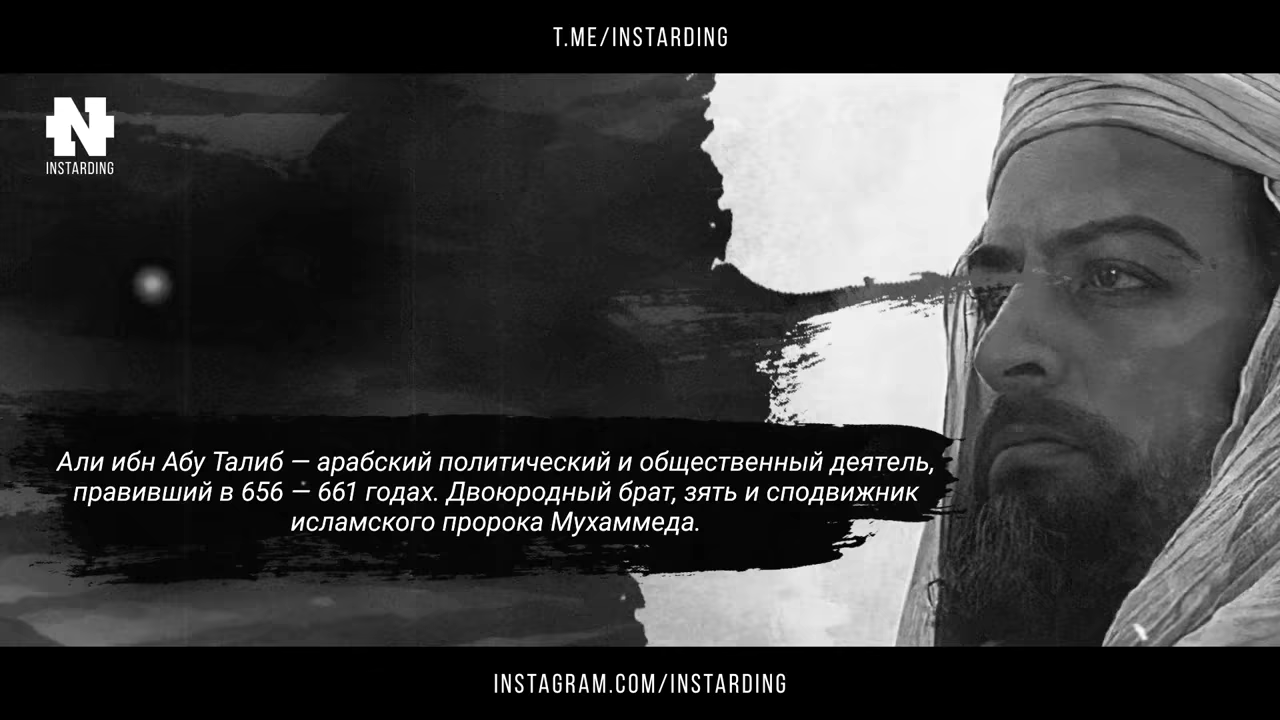 T.ME/INSTARDING
N
INSTARDING
Али ибн Абу Талиб — арабский политический и общественный деятель,
правивший в 656 — 661 годах. Двоюродный брат, зять и сподвижник
исламского пророка Мухаммеда.
INSTAGRAM.COM/INSTARDING